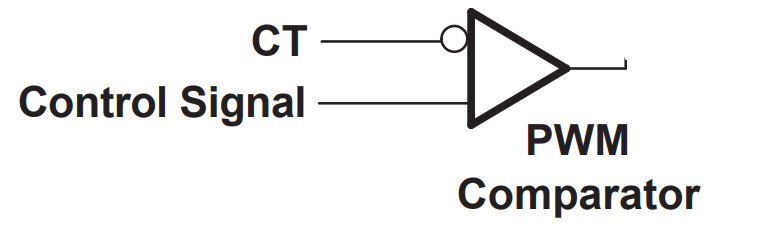 CT
Control Signal
PWM
Comparator